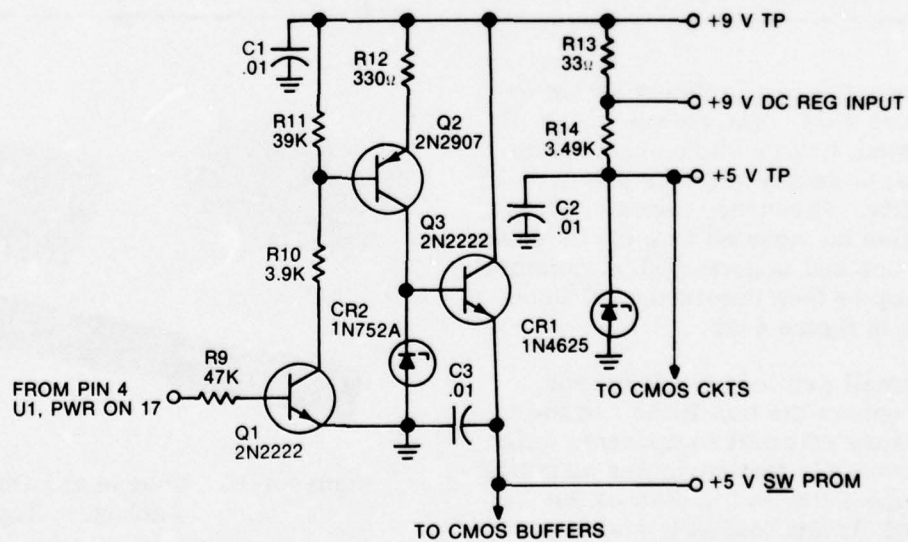 +9 V TP
C1
.01
R12
330Ω
R13
33Ω
+9 V DC REG INPUT
Q2
2N2907
R11
39K
R14
3.49K
+5 V TP
C2
.01
Q3
2N2222
R10
3.9K
CR2
1N752A
CR1
1N4625
R9
47K
C3
.01
FROM PIN 4
U1, PWR ON 17
TO CMOS CKTS
Q1
2N2222
+5 V SW PROM
TO CMOS BUFFERS